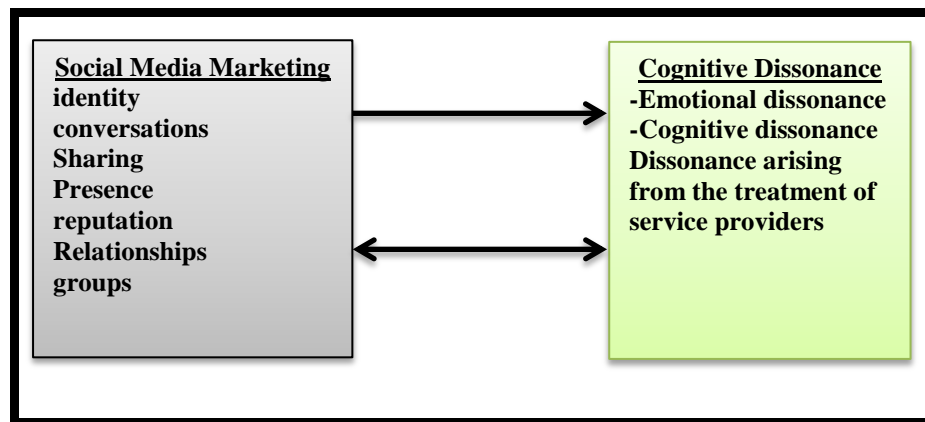 Social Media Marketing
identity
conversations
Sharing
Presence
reputation
Relationships
groups
Cognitive Dissonance
-Emotional dissonance
-Cognitive dissonance
Dissonance arising
from the treatment of
service providers